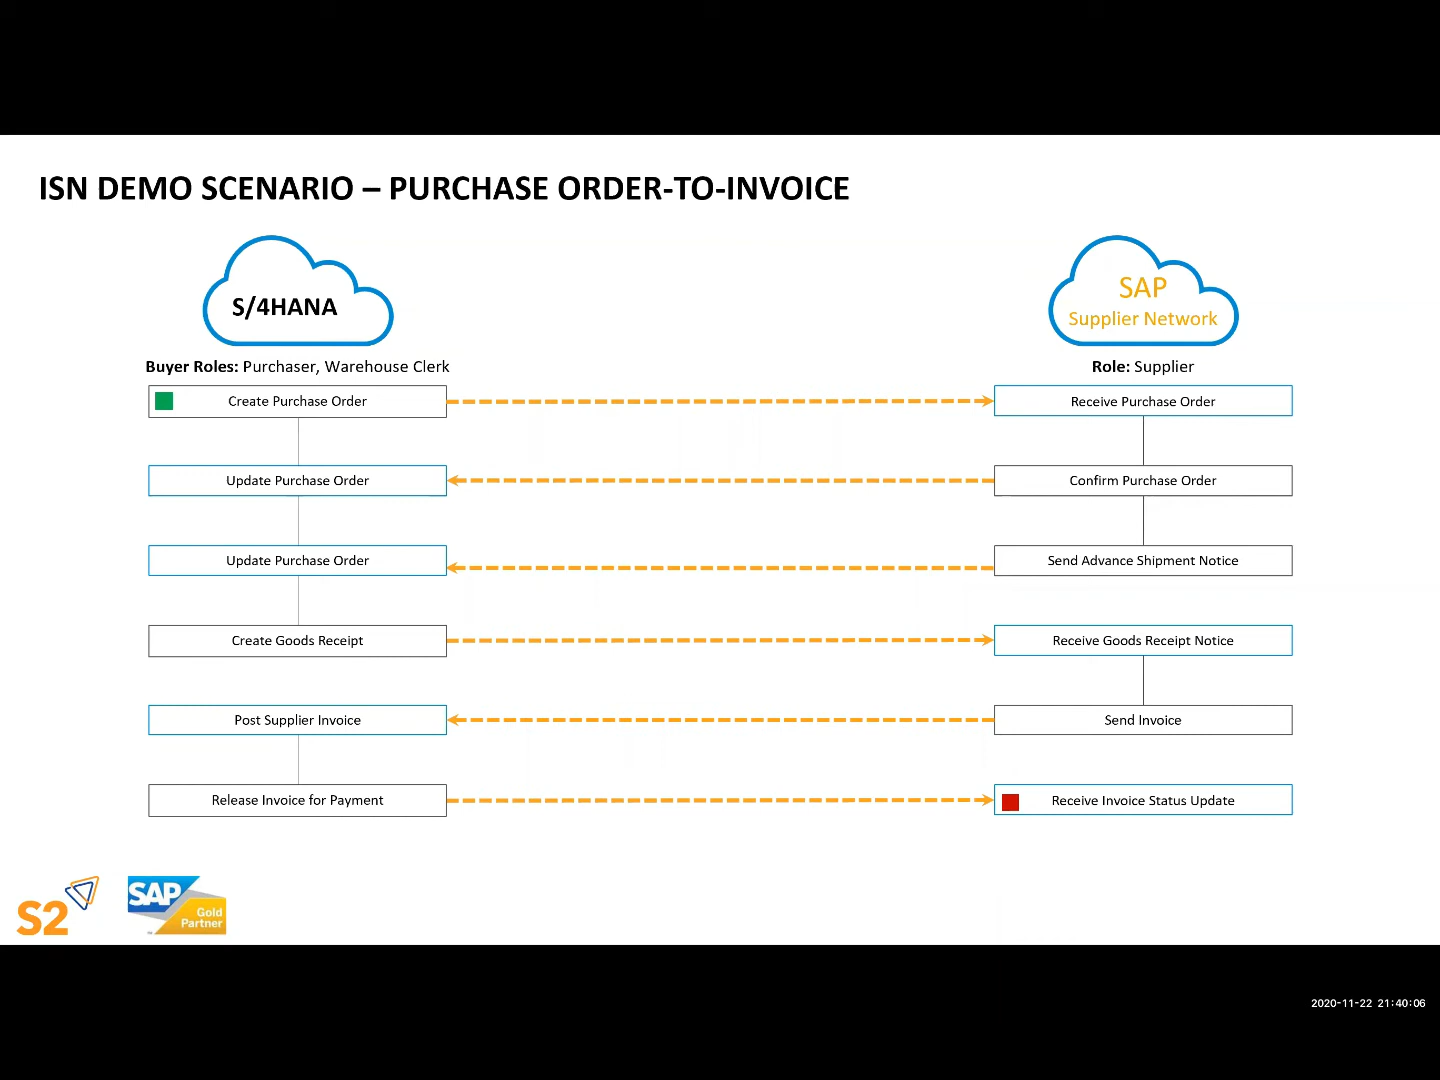 ISN DEMO SCENARIO – PURCHASE ORDER-TO-INVOICE
S/4HANA
SAP
Supplier Network
Buyer Roles: Purchaser, Warehouse Clerk
Role: Supplier
Create Purchase Order
Receive Purchase Order
Update Purchase Order
Confirm Purchase Order
Update Purchase Order
Send Advance Shipment Notice
Create Goods Receipt
Receive Goods Receipt Notice
Post Supplier Invoice
Send Invoice
Release Invoice for Payment
Receive Invoice Status Update
S2
SAP
Gold
Partner
2020-11-22 21:40:06